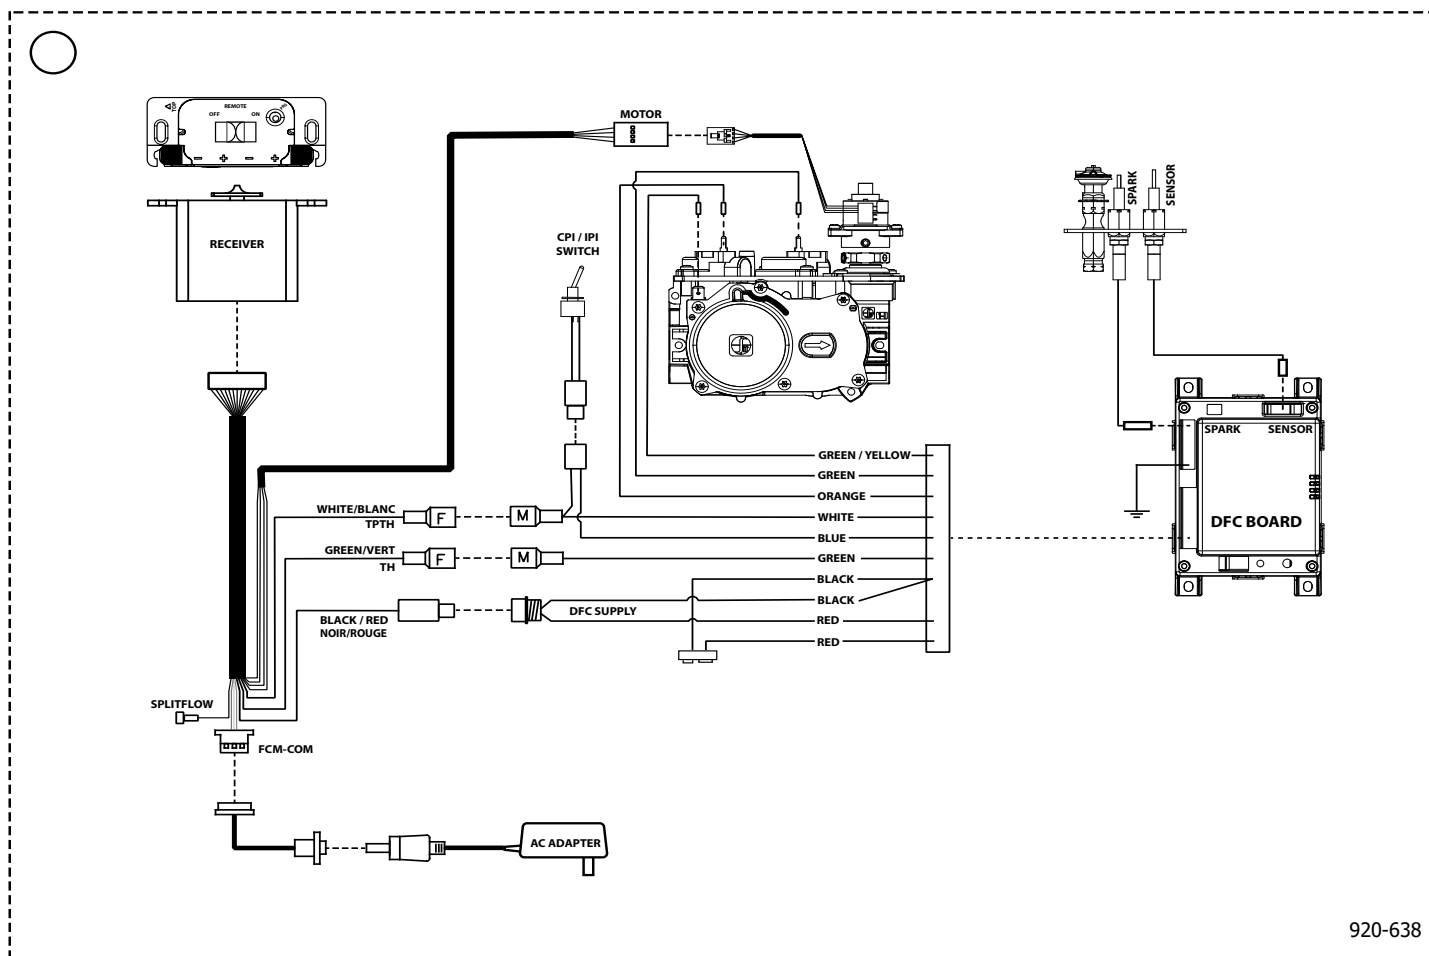 TOP
REMOTE
OFF
ON
PRG
- + - +
RECEIVER
MOTOR
CPI / IPI
SWITCH
SPARK
SENSOR
SPARK
SENSOR
DFC BOARD
GREEN / YELLOW
GREEN
ORANGE
WHITE
BLUE
GREEN
BLACK
BLACK
RED
RED
WHITE/BLANC
TPTH
F
M
GREEN/VERT
TH
F
M
BLACK / RED
NOIR/ROUGE
DFC SUPPLY
SPLITFLOW
FCM-COM
AC ADAPTER
920-638